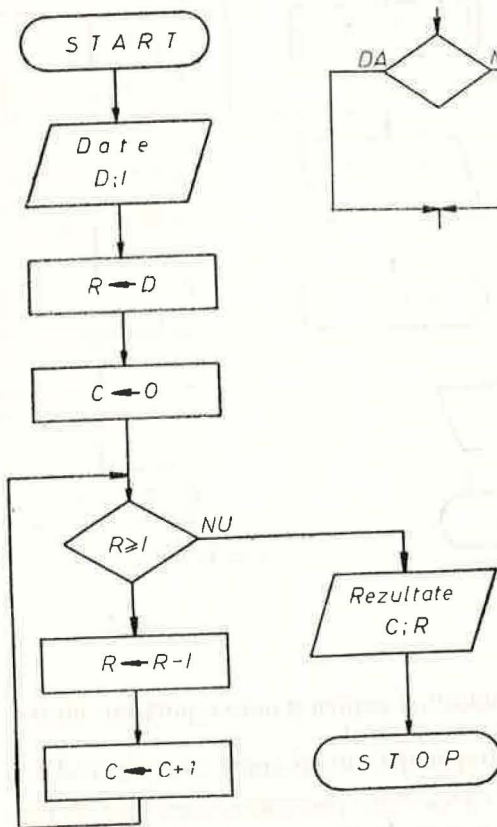 START
DA
Date
D;I
R ← D
C ← 0
R ≥ I
NU
Rezultate
C;R
R ← R-I
C ← C+1
STOP